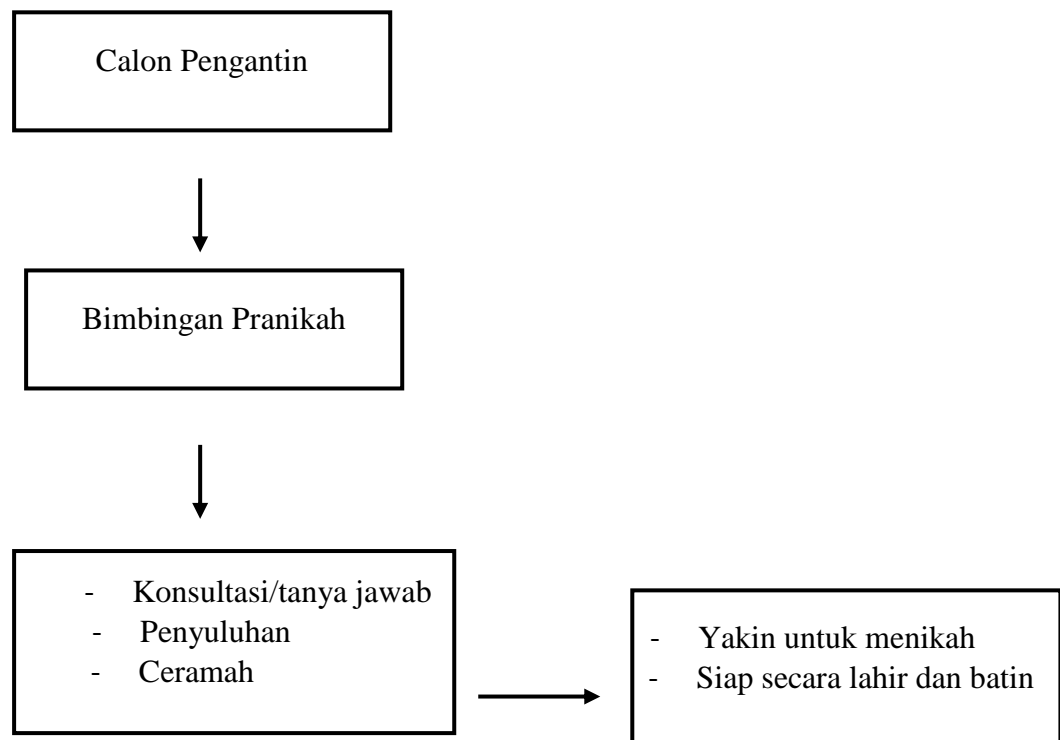 Calon Pengantin
Bimbingan Pranikah
- Konsultasi/tanya jawab
- Penyuluhan
- Ceramah
- Yakin untuk menikah
- Siap secara lahir dan batin